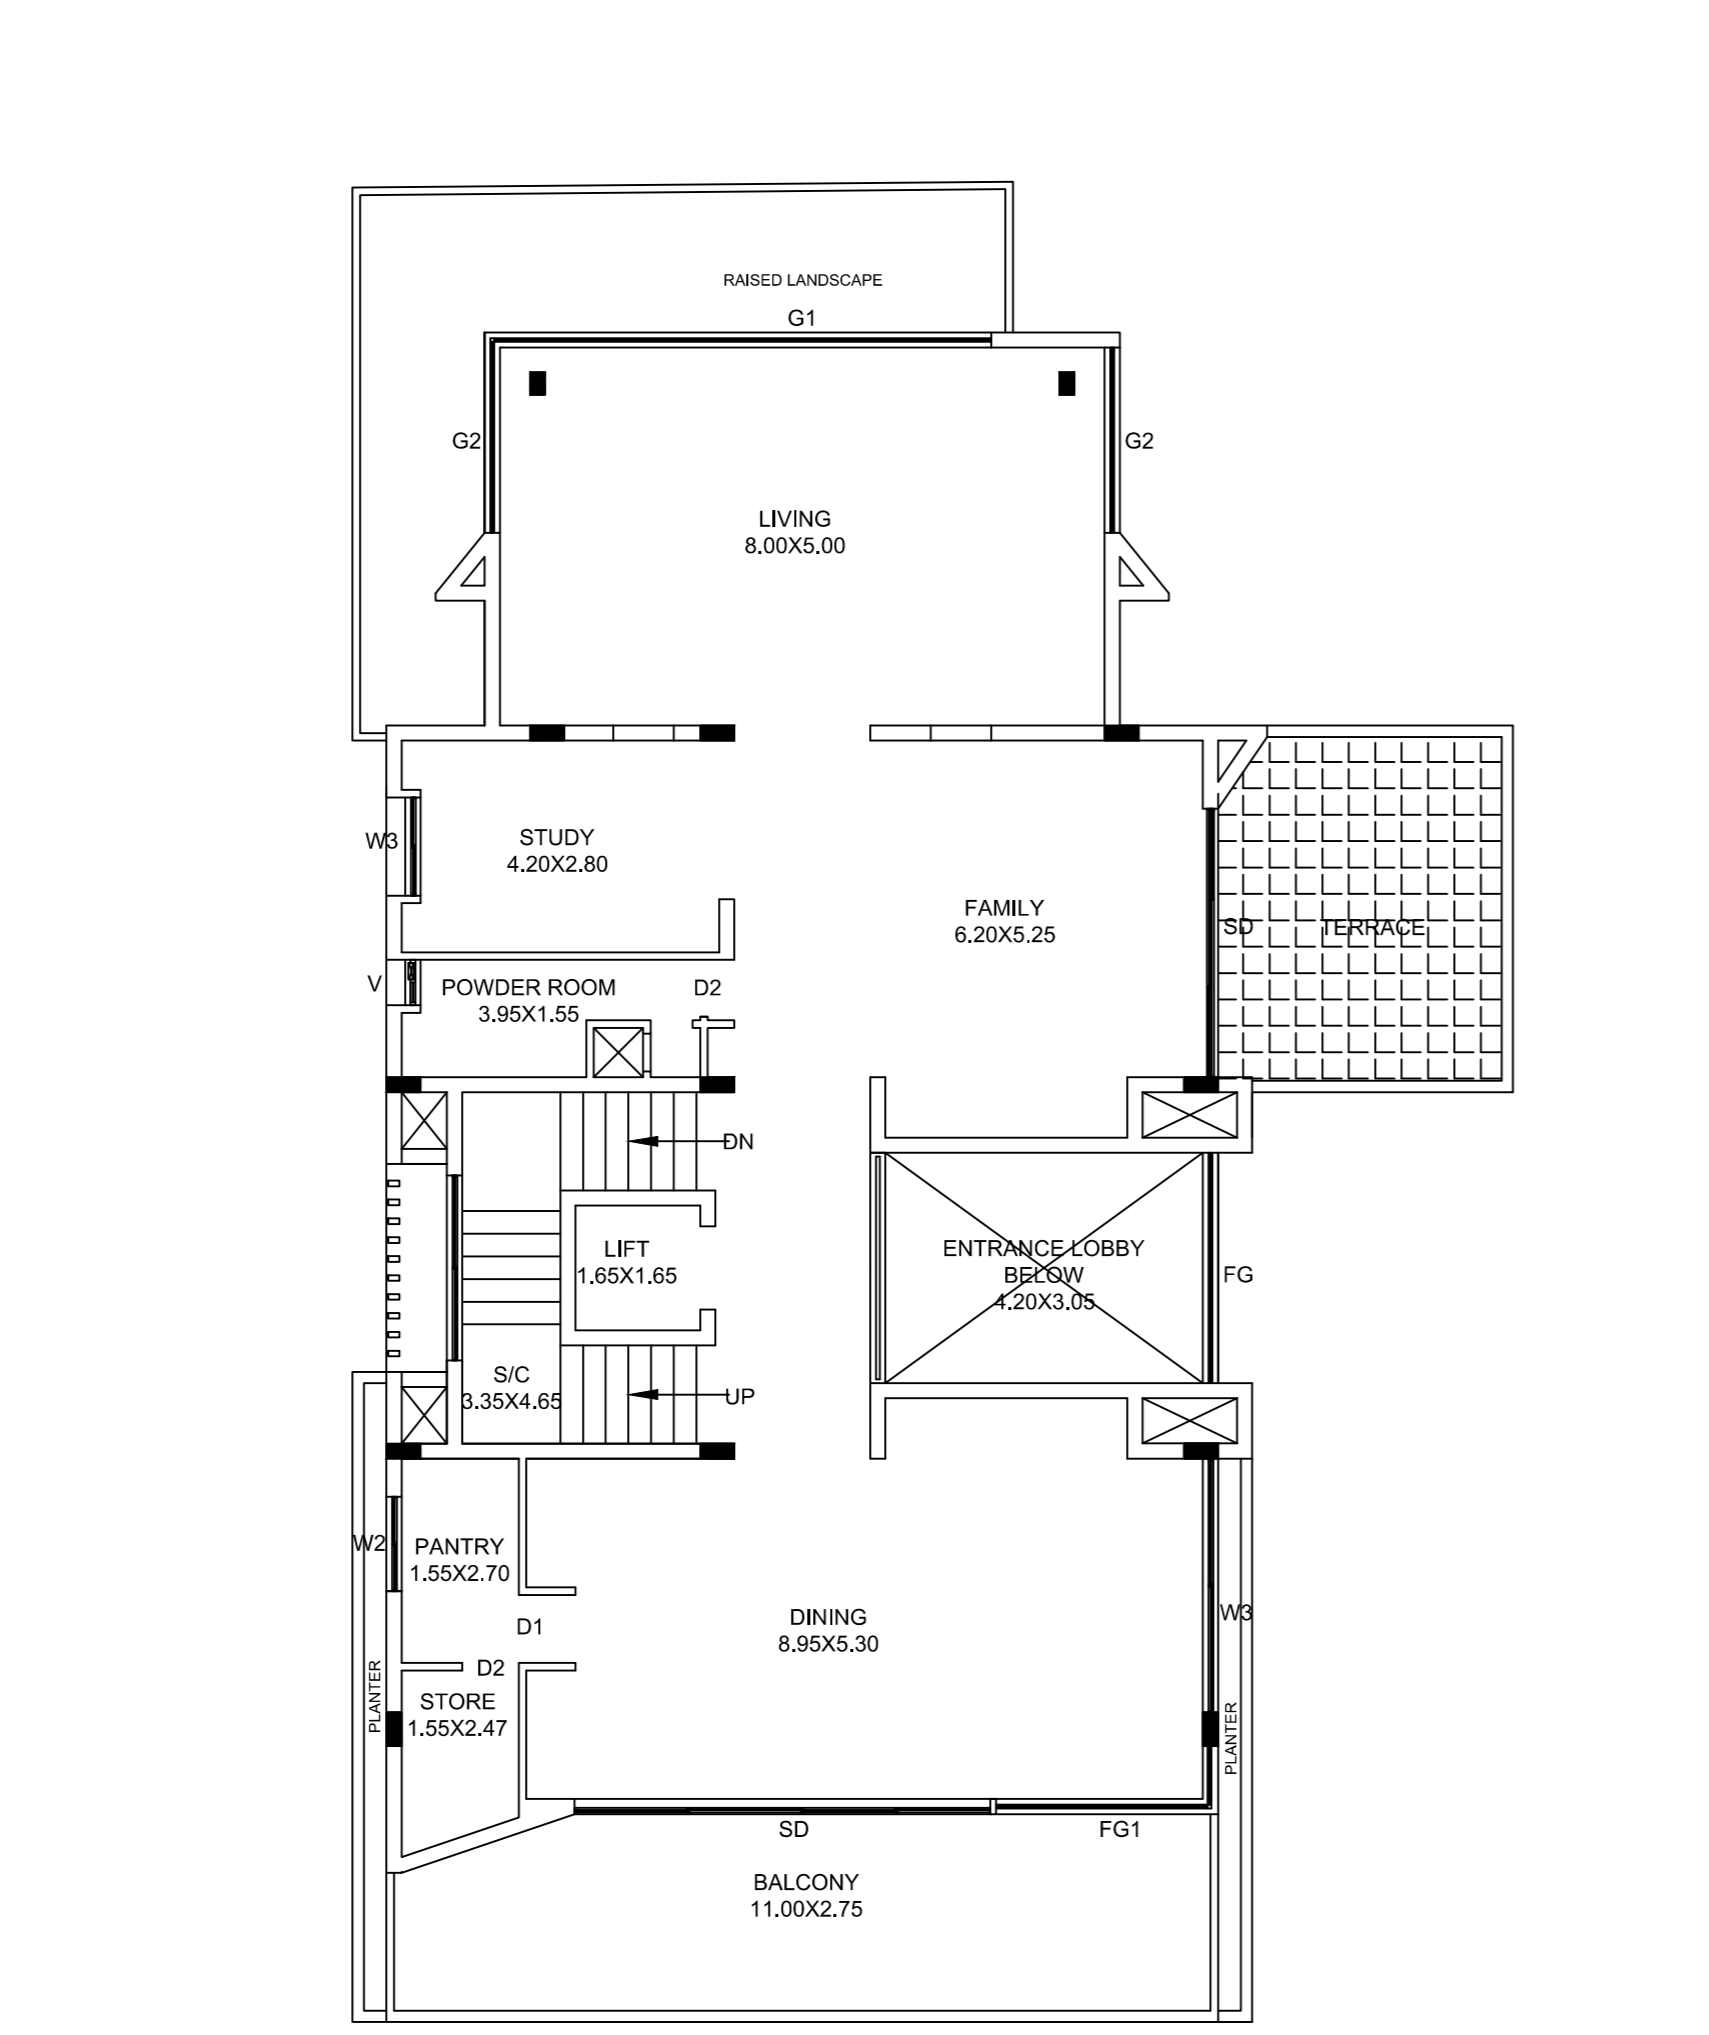 RAISED LANDSCAPE
G1
G2
G2
LIVING
8.00X5.00
W3
STUDY
4.20X2.80
FAMILY
6.20X5.25
SD
TERRACE
V
POWDER ROOM
3.95X1.55
D2
DN
LIFT
1.65X1.65
ENTRANCE LOBBY
BELOW
4.20X3.05
FG
S/C
3.35X4.65
UP
W2
PANTRY
1.55X2.70
D1
DINING
8.95X5.30
W3
D2
STORE
1.55X2.47
PLANTER
PLANTER
SD
FG1
BALCONY
11.00X2.75